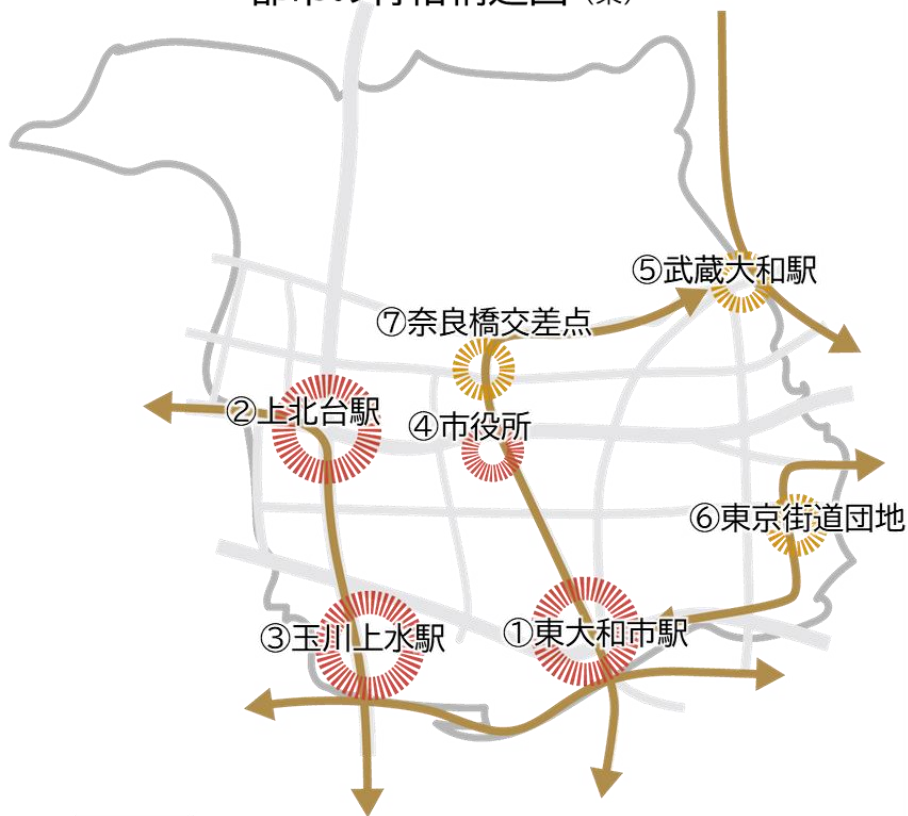 ⑤武蔵大和駅
⑦奈良橋交差点
②上北台駅
④市役所
⑥東京街道団地
①東大和市駅
③玉川上水駅